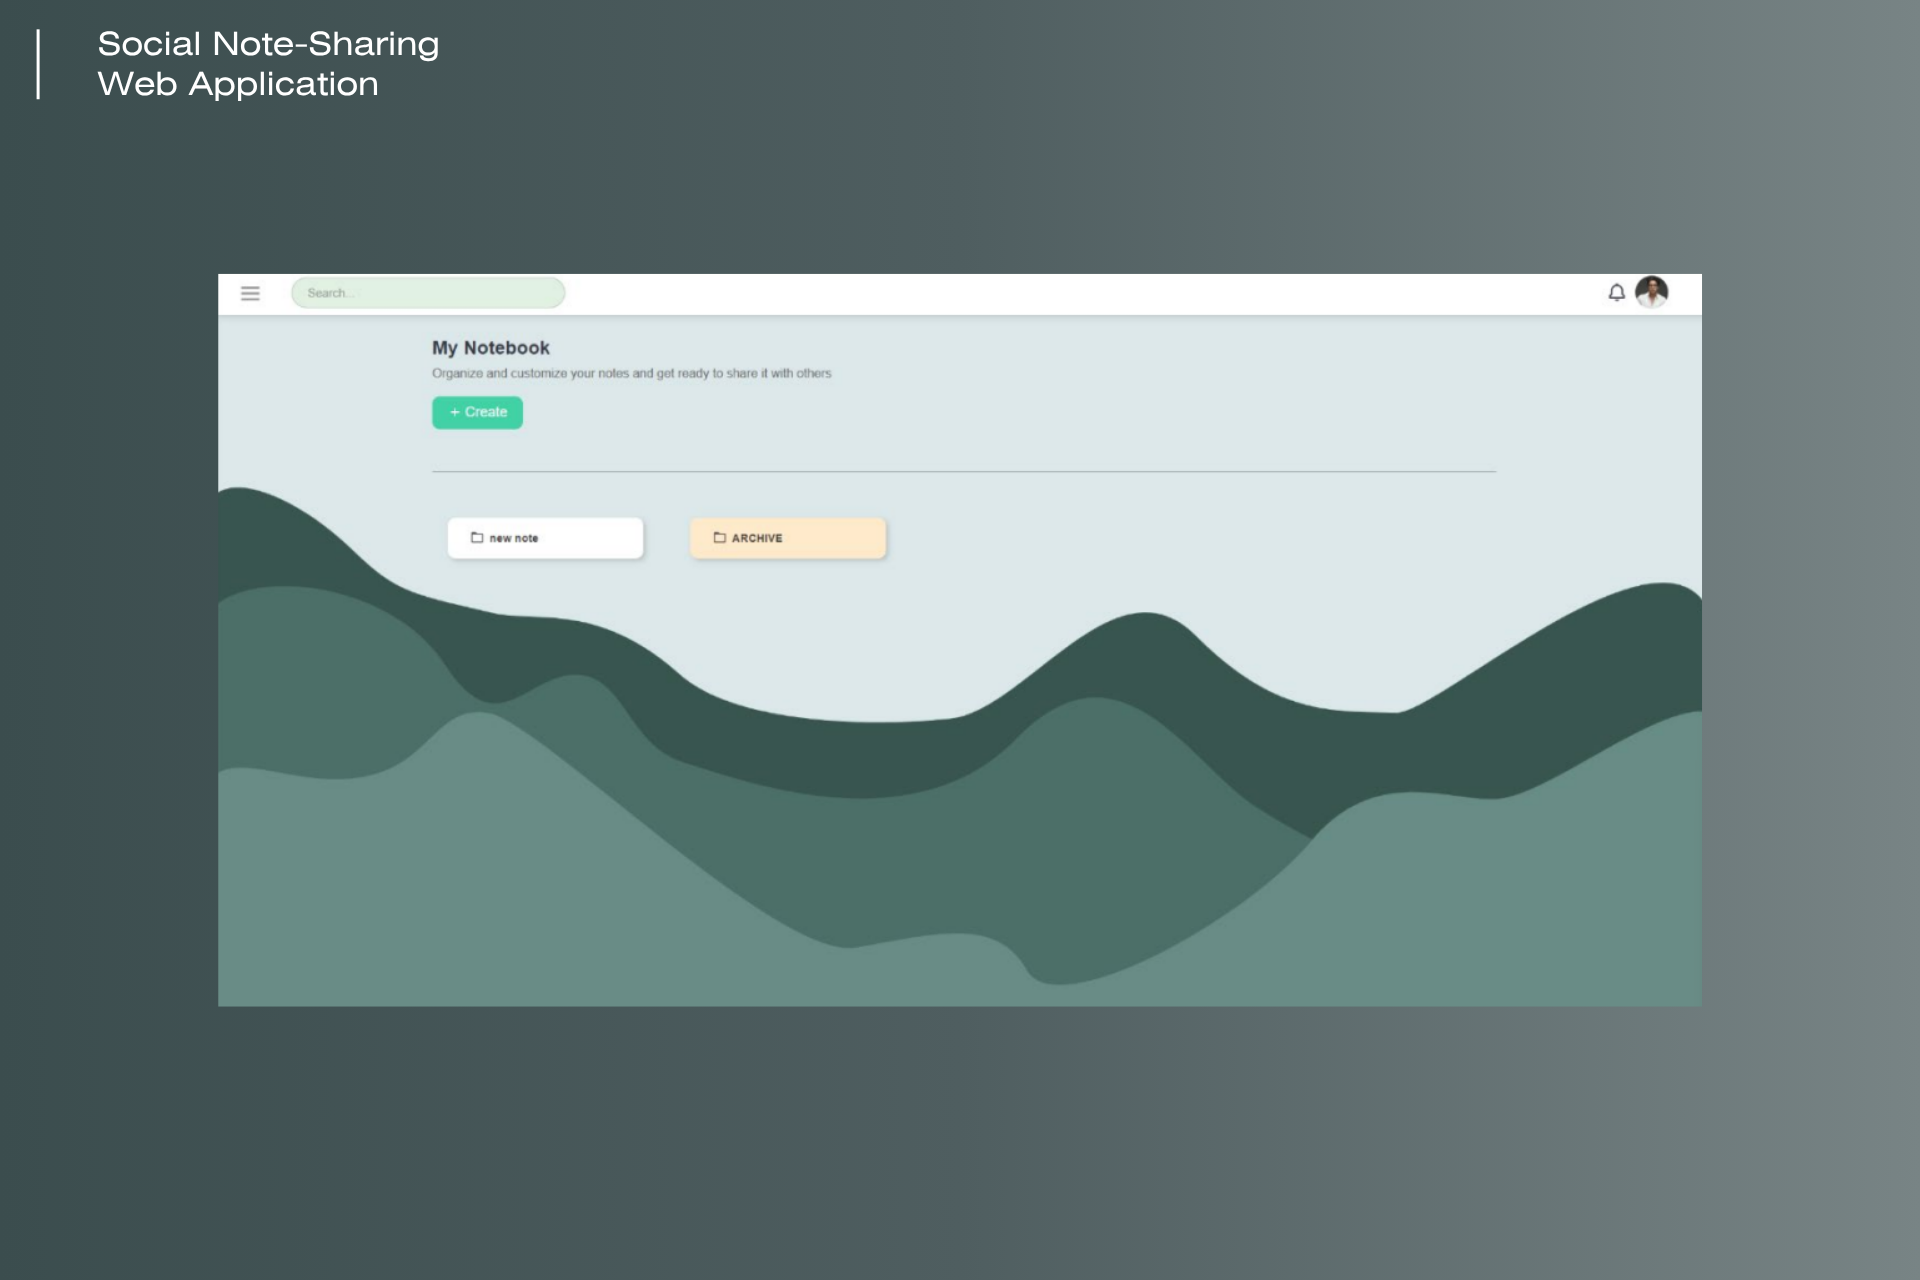 Social Note-Sharing
Web Application
Search...
My Notebook
Organize and customize your notes and get ready to share it with others
+ Create
new note
ARCHIVE